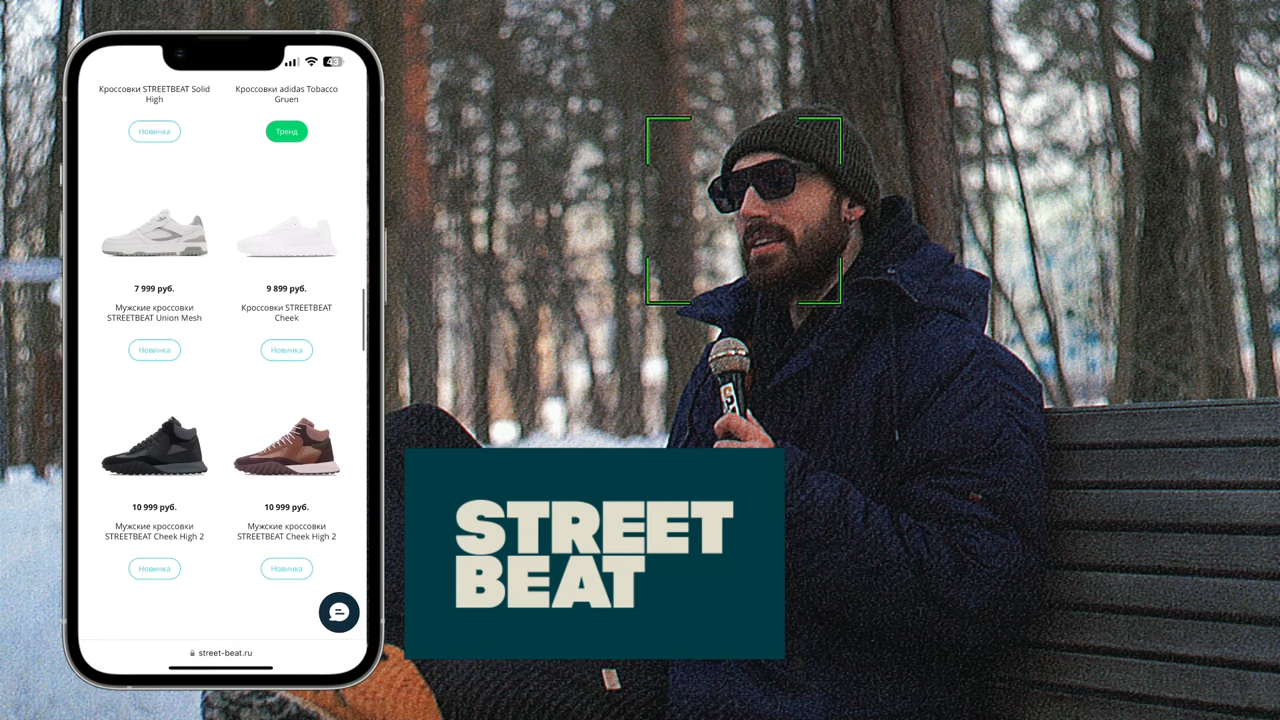 43
Кроссовки STREETBEAT Solid
High
Кроссовки adidas Tobacco
Gruen
Новинка
Тренд
7 999 руб.
9 899 руб.
Мужские кроссовки
STREETBEAT Union Mesh
Кроссовки STREETBEAT
Cheek
Новинка
Новинка
10 999 руб.
10 999 руб.
Мужские кроссовки
STREETBEAT Cheek High 2
Мужские кроссовки
STREETBEAT Cheek High 2
Новинка
Новинка
street-beat.ru
STREET
BEAT